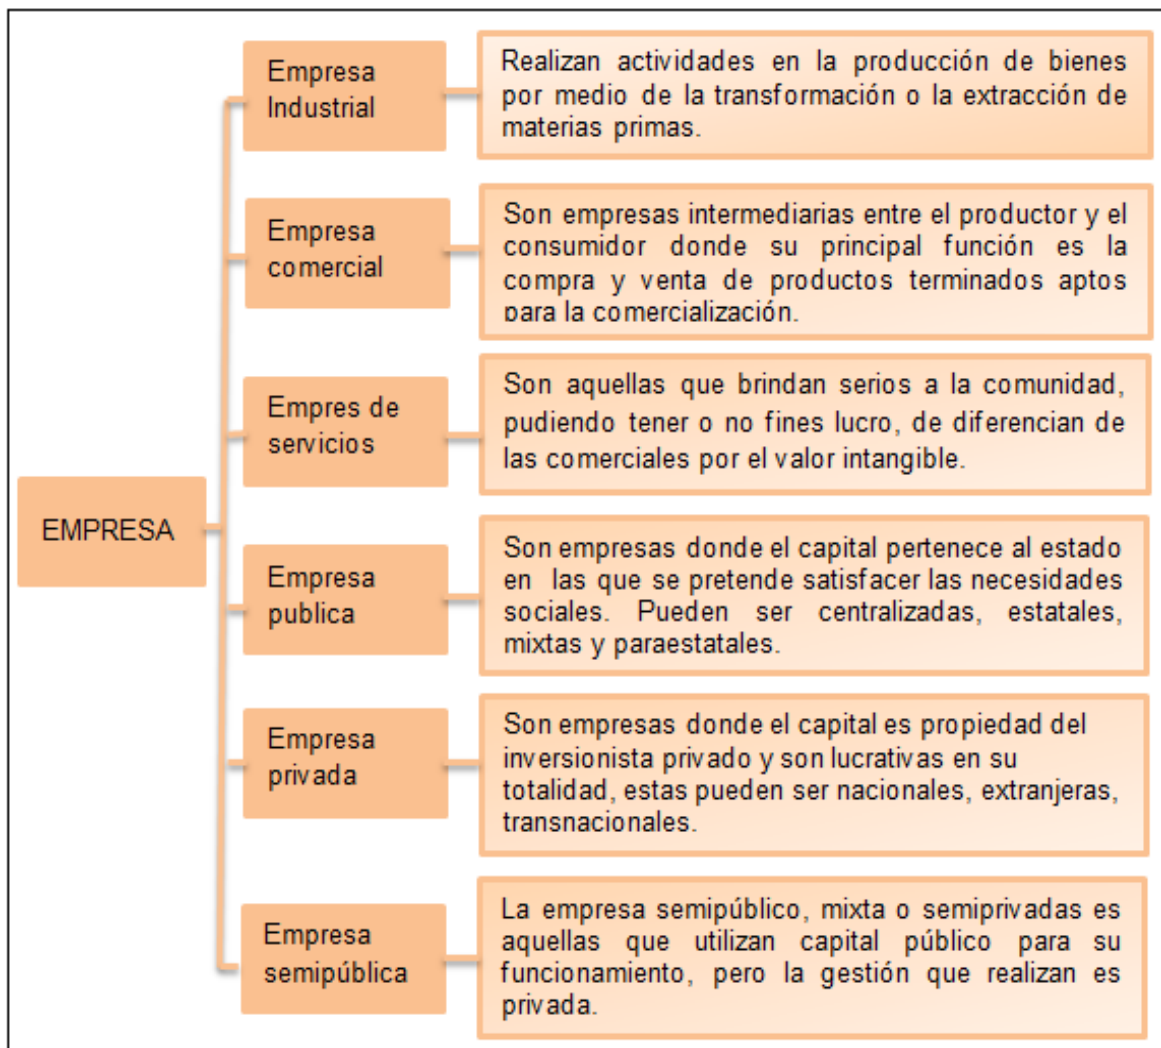 Empresa
Industrial
Realizan actividades en la producción de bienes
por medio de la transformación o la extracción de
materias primas.
Empresa
comercial
Son empresas intermediarias entre el productor y el
consumidor donde su principal función es la
compra y venta de productos terminados aptos
para la comercialización.
Empres de
servicios
Son aquellas que brindan serios a la comunidad,
pudiendo tener o no fines lucro, de diferencian de
las comerciales por el valor intangible.
EMPRESA
Empresa
publica
Son empresas donde el capital pertenece al estado
en las que se pretende satisfacer las necesidades
sociales. Pueden ser centralizadas, estatales,
mixtas y paraestatales.
Empresa
privada
Son empresas donde el capital es propiedad del
inversionista privado y son lucrativas en su
totalidad, estas pueden ser nacionales, extranjeras,
transnacionales.
Empresa
semipública
La empresa semipúblico, mixta o semiprivadas es
aquellas que utilizan capital público para su
funcionamiento, pero la gestión que realizan es
privada.